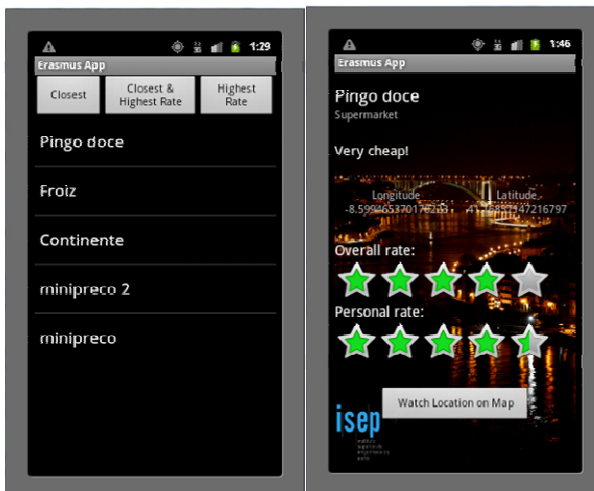 1:29
Erasmus App
Closest
Closest &
Highest Rate
Highest
Rate
Pingo doce
Froiz
Continente
minipreco 2
minipreco
1:46
Erasmus App
Pingo doce
Supermarket
Very cheap!
Longitude
Latitude
Overall rate:
Personal rate:
Watch Location on Map
isep